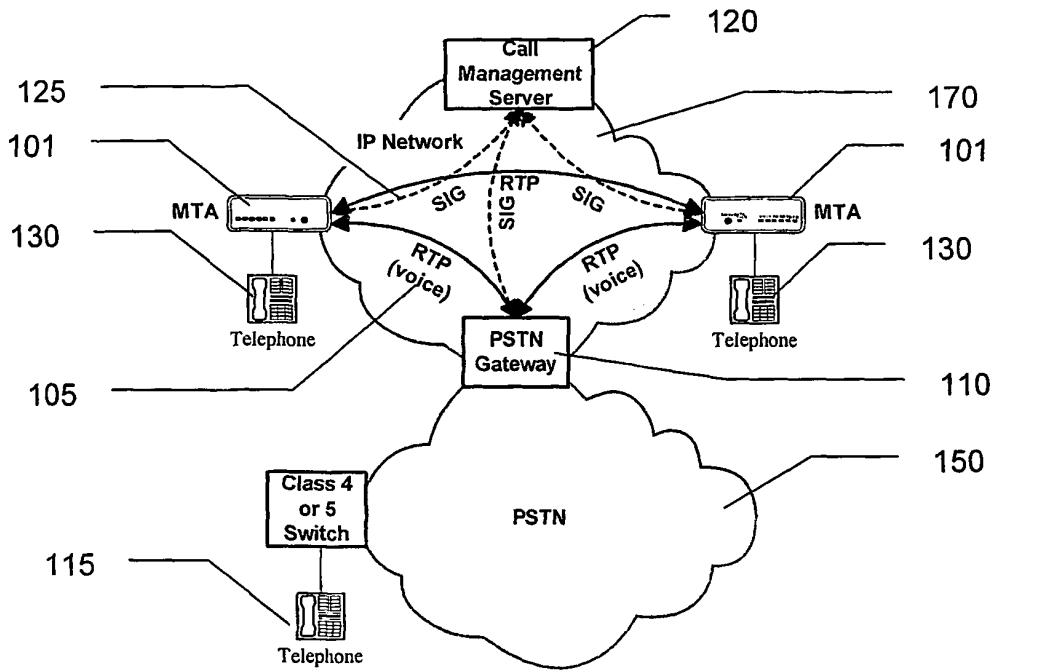 120
Call
Management
Server
125
170
IP Network
101
101
RTP
SIG
SIG
SIG
MTA
MTA
130
130
RTP
(voice)
RTP
(voice)
Telephone
Telephone
PSTN
Gateway
105
110
150
Class 4
or 5
Switch
PSTN
115
Telephone